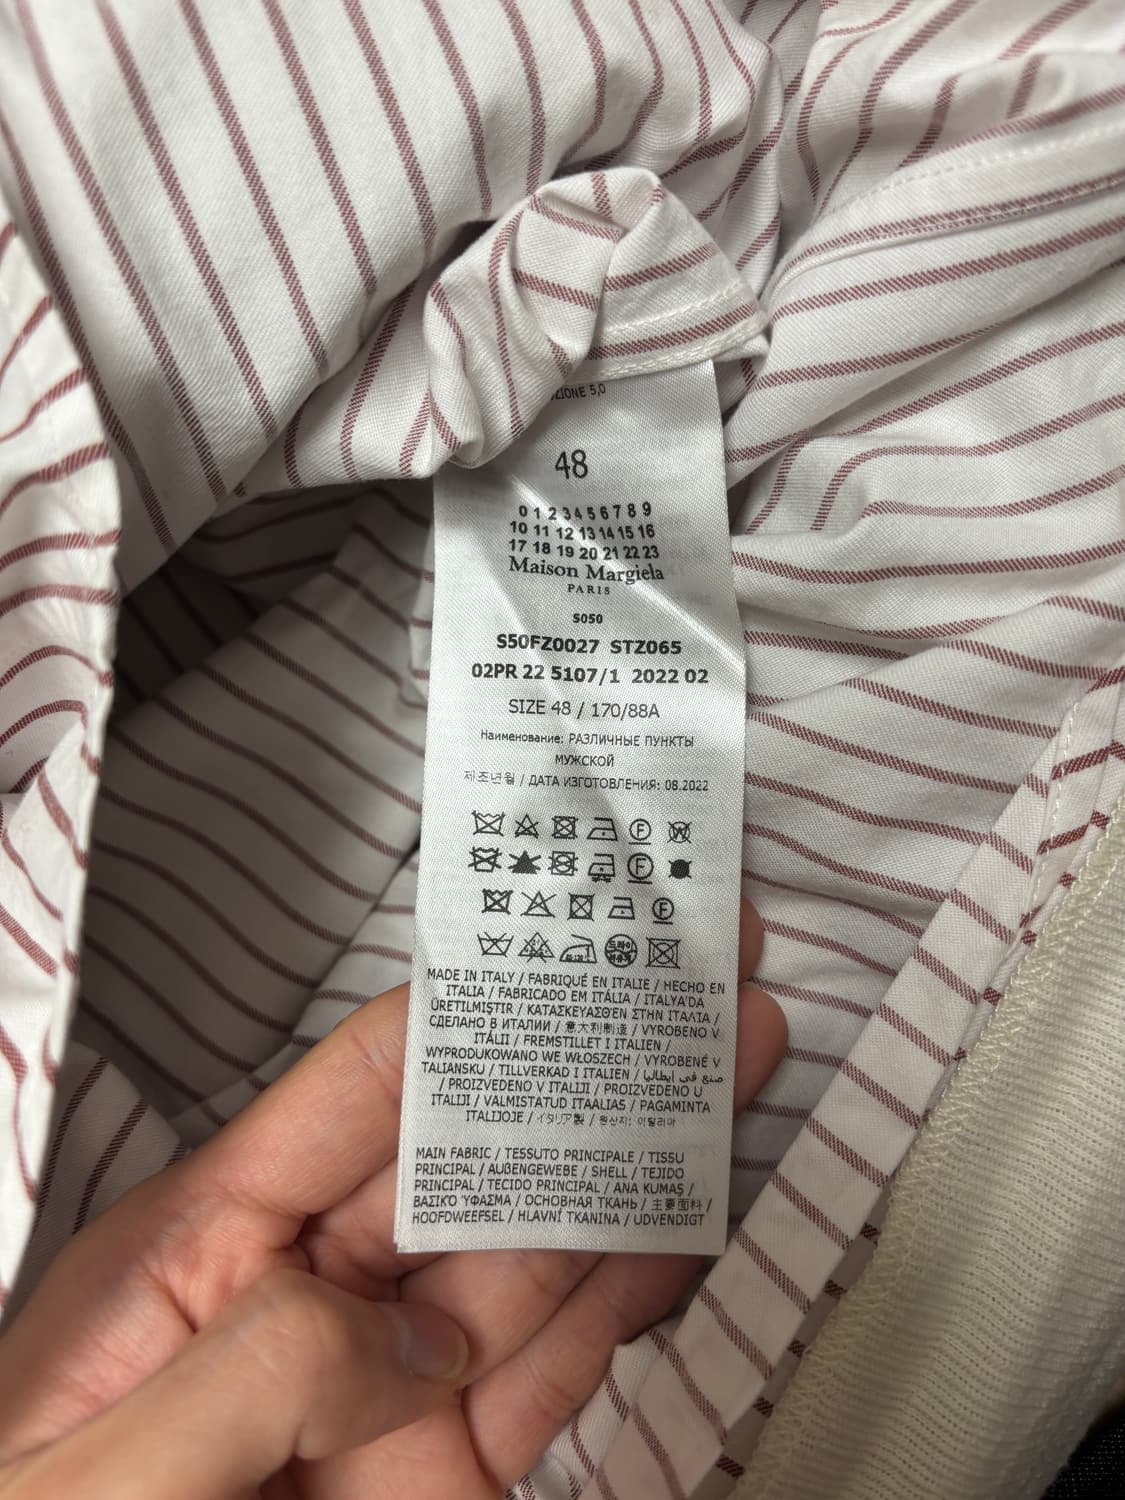 ZIONE 5,0
48
0 1 2 3 4 5 6 7 8 9
10 11 12 13 14 15 16
17 18 19 20 21 22 23
Maison Margiela
PARIS
S050
S50FZ0027 STZ065
02PR 22 5107/1 2022 02
SIZE 48 / 170/88A
Наименование: РАЗЛИЧНЫЕ ПУНКТЫ
МУЖСКОЙ
제조년월 / ДАТА ИЗГОТОВЛЕНИЯ: 08.2022
F W
F
F
드라이
MADE IN ITALY / FABRIQUÉ EN ITALIE / HECHO EN
ITALIA / FABRICADO EM ITÁLIA / ITALYA'DA
ÜRETILMIŞTIR / ΚΑΤΑΣΚΕΥΑΣΘΈΝ ΣΤΗΝ ΙΤΑΛΊΑ /
СДЕЛАНО В ИТАЛИИ / 意大利制造 / VYROBENO V
ITÁLII / FREMSTILLET I ITALIEN /
WYPRODUKOWANO WE WŁOSZECH / VYROBENÉ V
TALIANSKU / TILLVERKAD I ITALIEN / صنع في إيطاليا
/ PROIZVEDENO V ITALIJI / PROIZVEDENO U
ITALIJI / VALMISTATUD ITAALIAS / PAGAMINTA
ITALIJOJE / イタリア製 / 원산지: 이탈리아
MAIN FABRIC / TESSUTO PRINCIPALE / TISSU
PRINCIPAL / AUßENGEWEBE / SHELL / TEJIDO
PRINCIPAL / TECIDO PRINCIPAL / ANA KUMAŞ /
ΒΑΣΙΚΌ ΎΦΑΣΜΑ / ОСНОВНАЯ ТКАНЬ / 主要面料 /
HOOFDWEEFSEL / HLAVNÍ TKANINA / UDVENDIGT